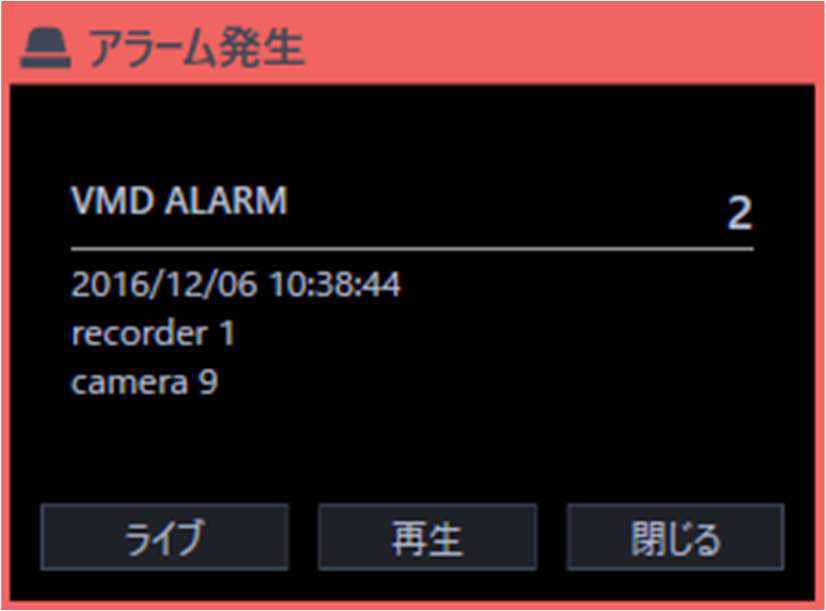 アラーム発生
VMD ALARM 2
2016/12/06 10:38:44
recorder 1
camera 9
ライブ 再生 閉じる